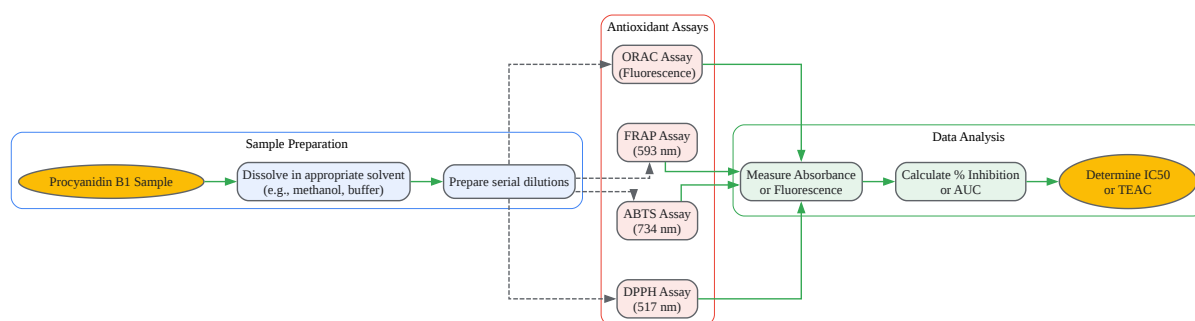 Sample Preparation
Procyanidin B1 Sample
Dissolve in appropriate solvent
(e.g., methanol, buffer)
Prepare serial dilutions
Antioxidant Assays
ORAC Assay
(Fluorescence)
FRAP Assay
(593 nm)
ABTS Assay
(734 nm)
DPPH Assay
(517 nm)
Data Analysis
Measure Absorbance
or Fluorescence
Calculate % Inhibition
or AUC
Determine IC50
or TEAC